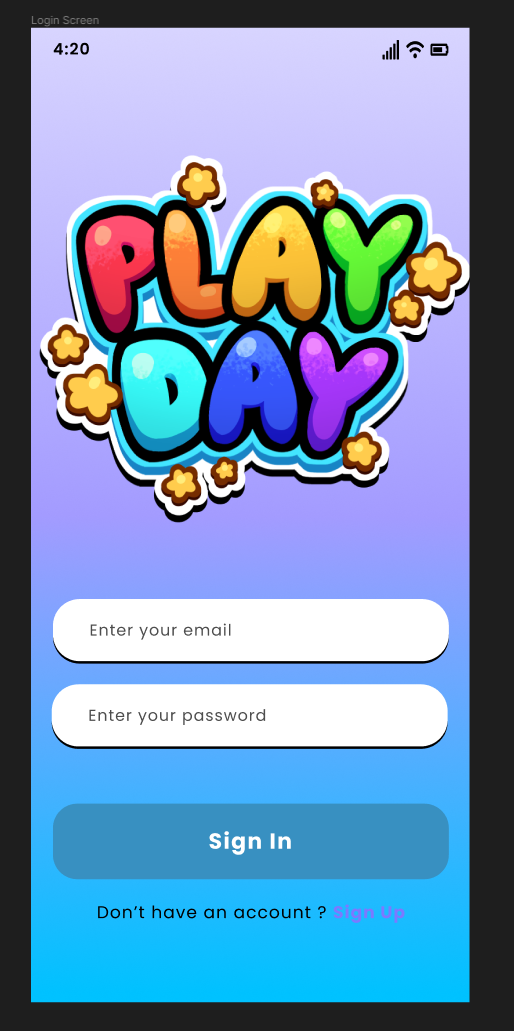 Login Screen
4:20
PLAY
DAY
Enter your email
Enter your password
Sign In
Don’t have an account ? Sign Up